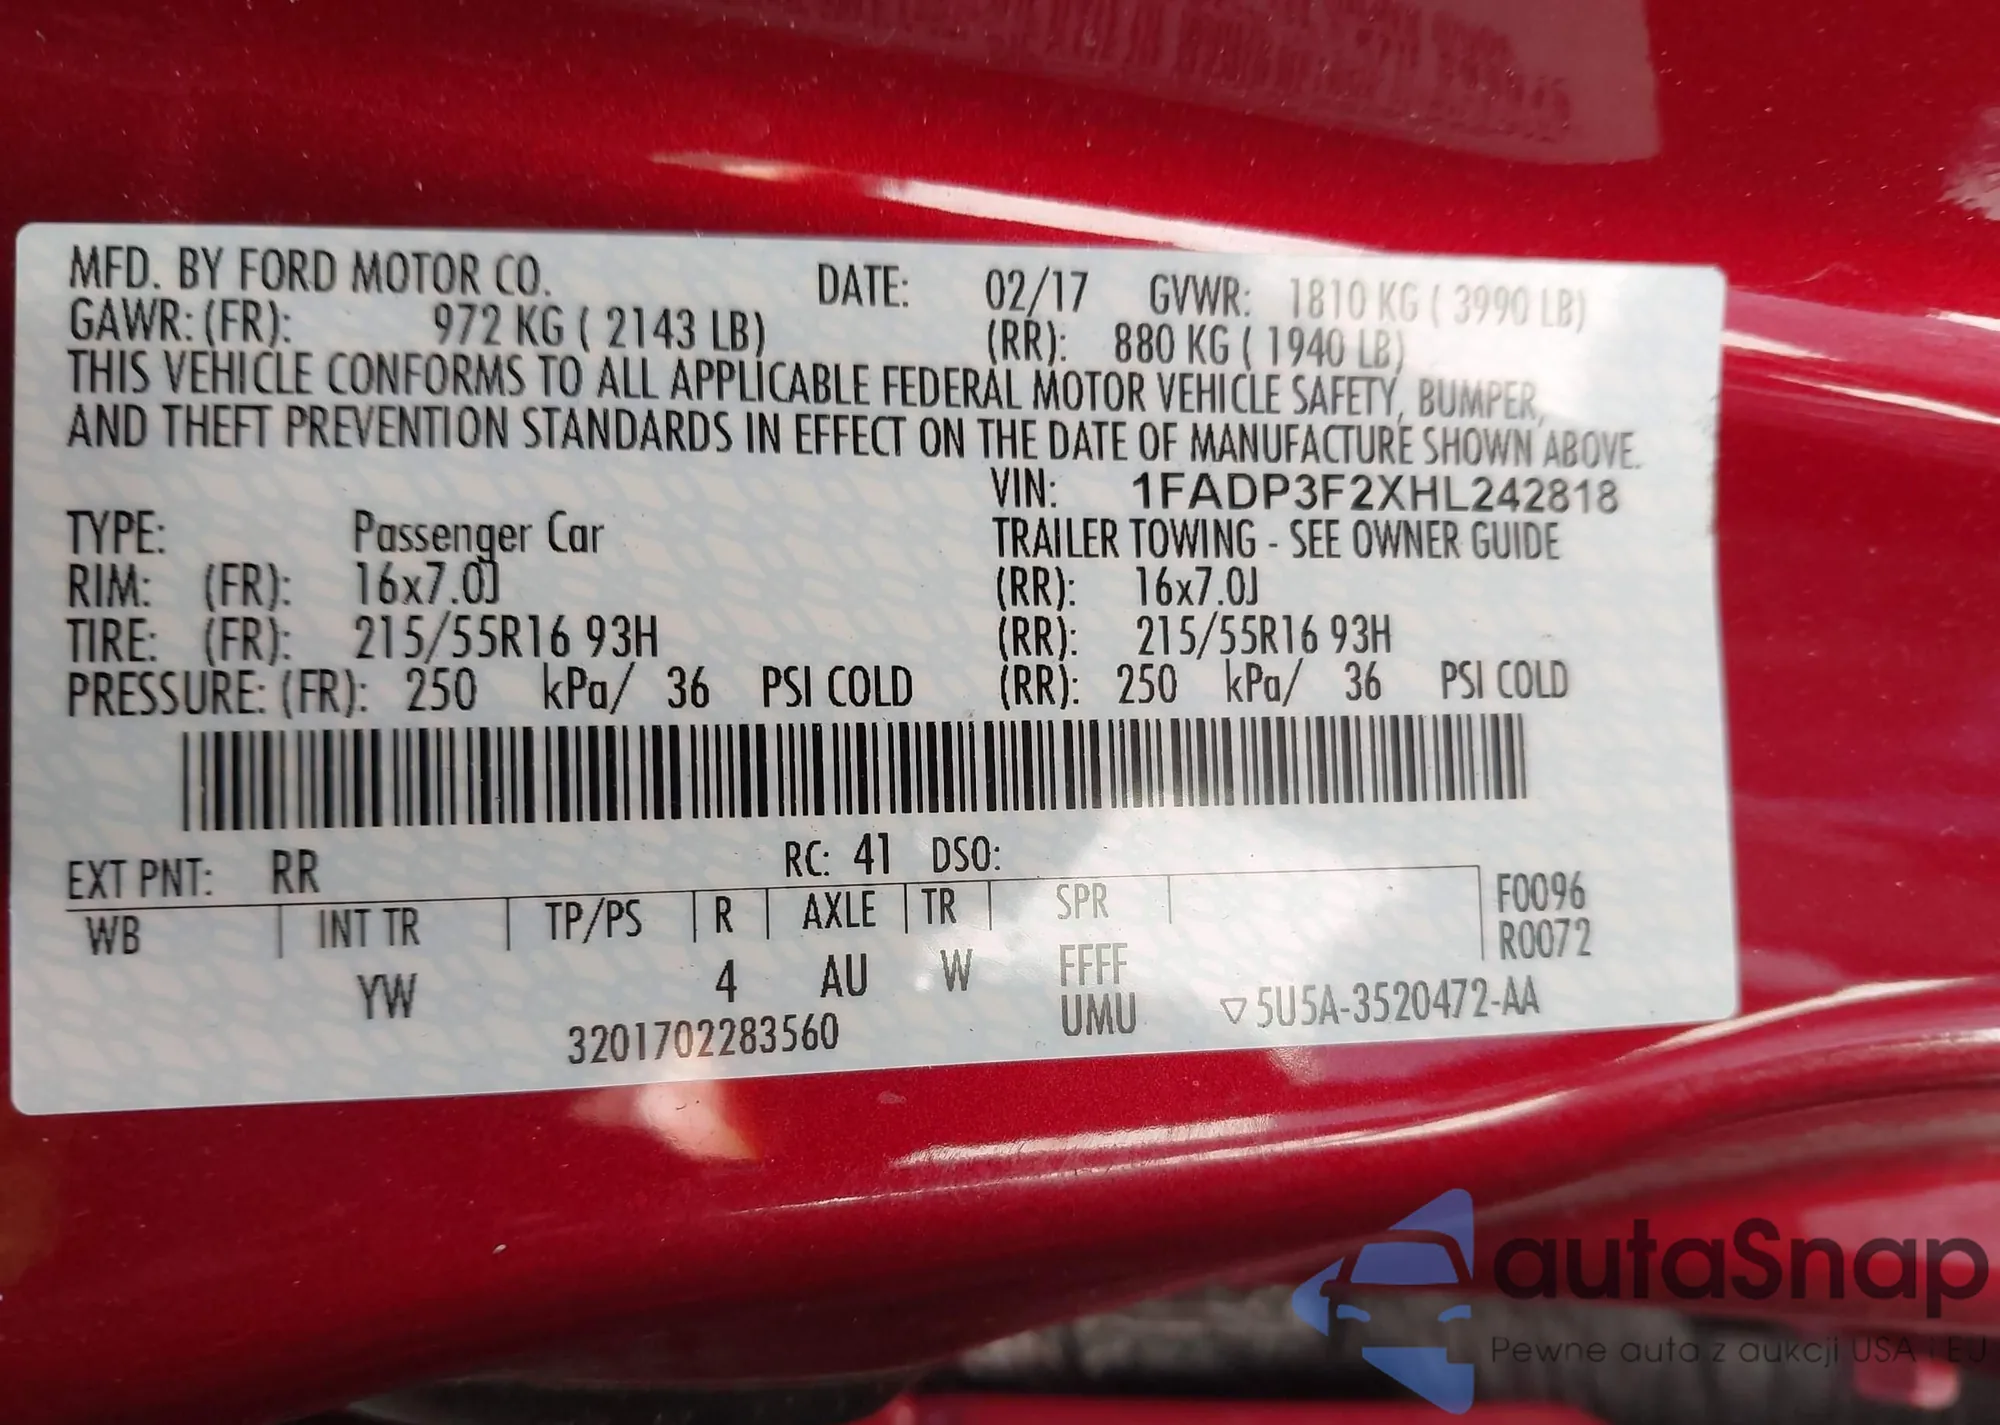 MFD. BY FORD MOTOR CO. DATE: 02/17 GVWR: 1810 KG ( 3990 LB)
GAWR: (FR): 972 KG ( 2143 LB) (RR): 880 KG ( 1940 LB)
THIS VEHICLE CONFORMS TO ALL APPLICABLE FEDERAL MOTOR VEHICLE SAFETY, BUMPER,
AND THEFT PREVENTION STANDARDS IN EFFECT ON THE DATE OF MANUFACTURE SHOWN ABOVE.
VIN: 1FADP3F2XHL242818
TYPE: Passenger Car TRAILER TOWING - SEE OWNER GUIDE
RIM: (FR): 16x7.0J (RR): 16x7.0J
TIRE: (FR): 215/55R16 93H (RR): 215/55R16 93H
PRESSURE: (FR): 250 kPa/ 36 PSI COLD (RR): 250 kPa/ 36 PSI COLD
EXT PNT: RR RC: 41 DSO:
WB INT TR TP/PS R AXLE TR SPR F0096
R0072
YW 4 AU W FFFF
3201702283560 UMU ▽5U5A-3520472-AA
autaSnap
Pewne auta z aukcji USA i EU